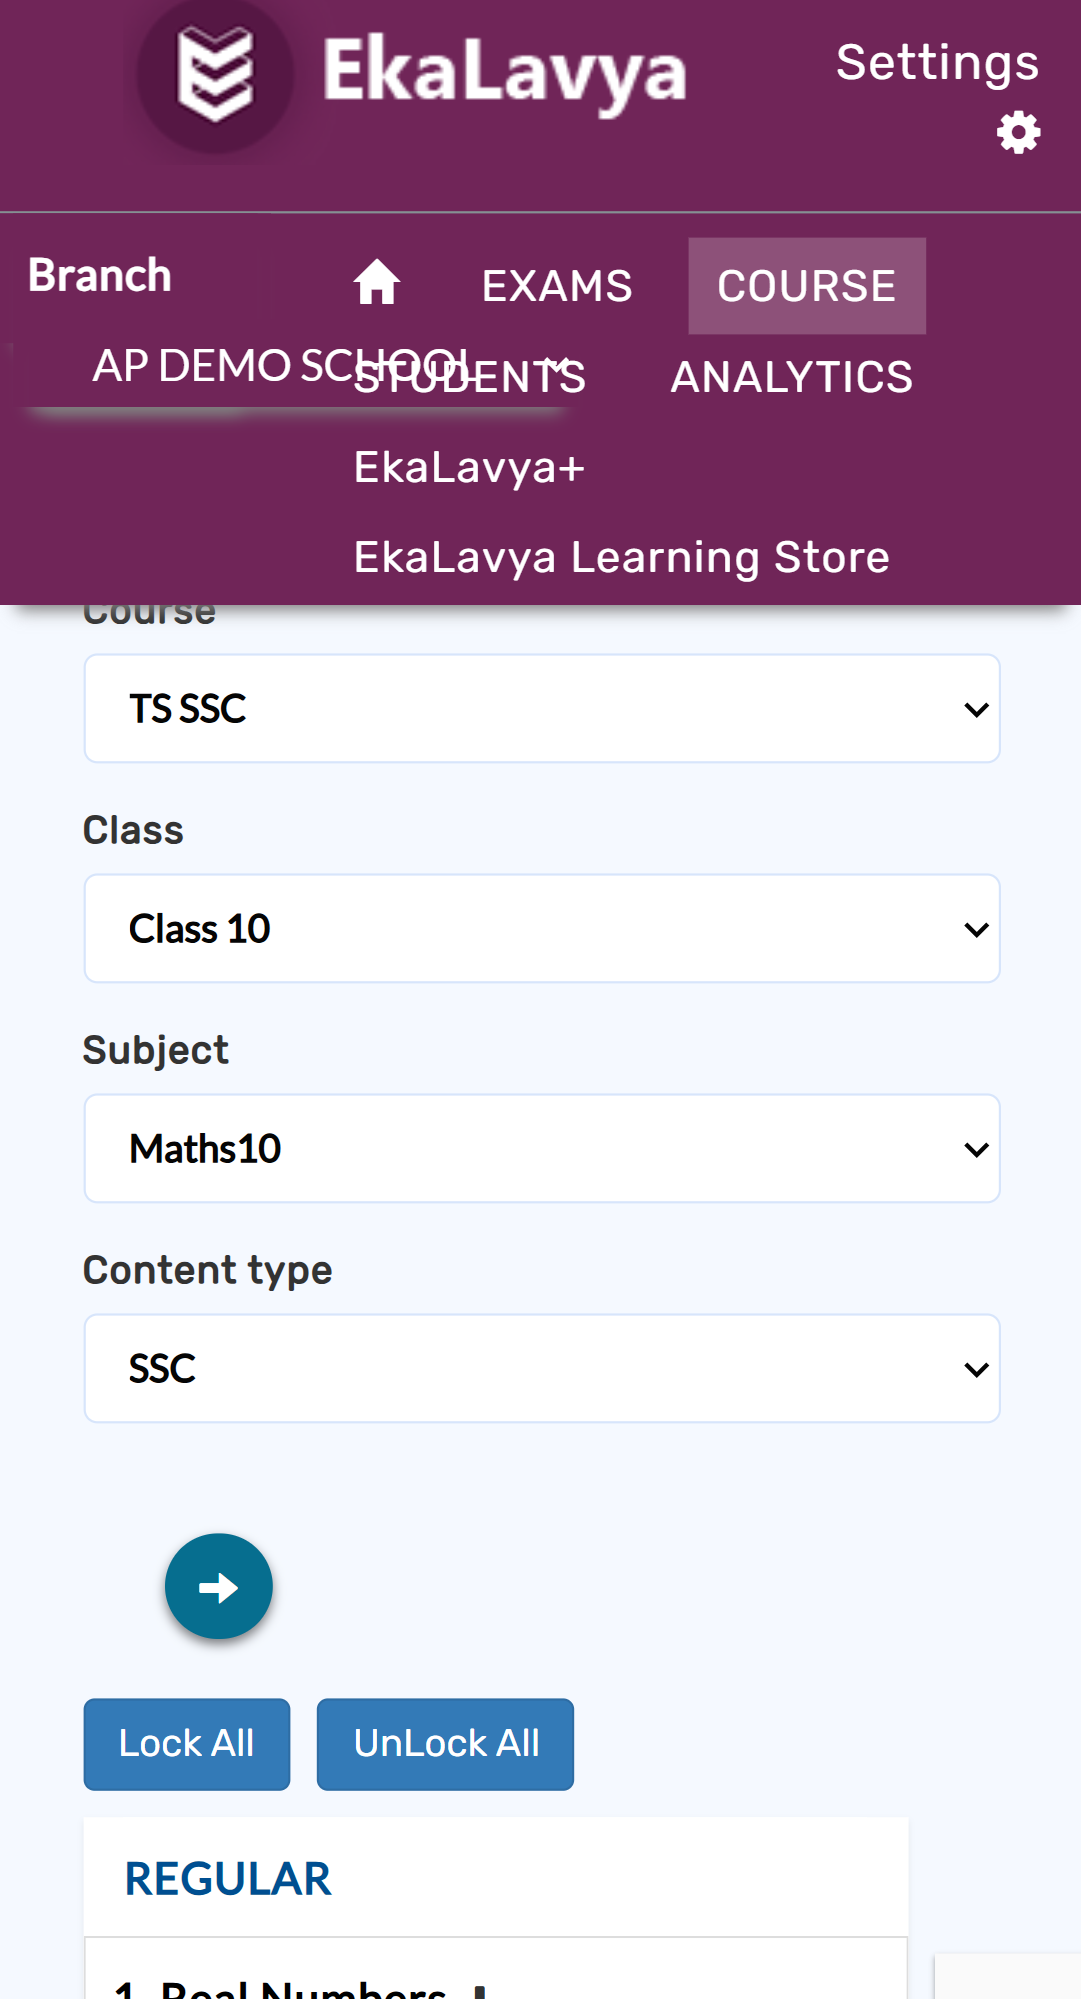 EkaLavya
Settings
Branch
EXAMS
COURSE
AP DEMO SCHOOL
STUDENTS
ANALYTICS
EkaLavya+
EkaLavya Learning Store
Course
TS SSC
Class
Class 10
Subject
Maths10
Content type
SSC
Lock All
UnLock All
REGULAR
1. Real Numbers